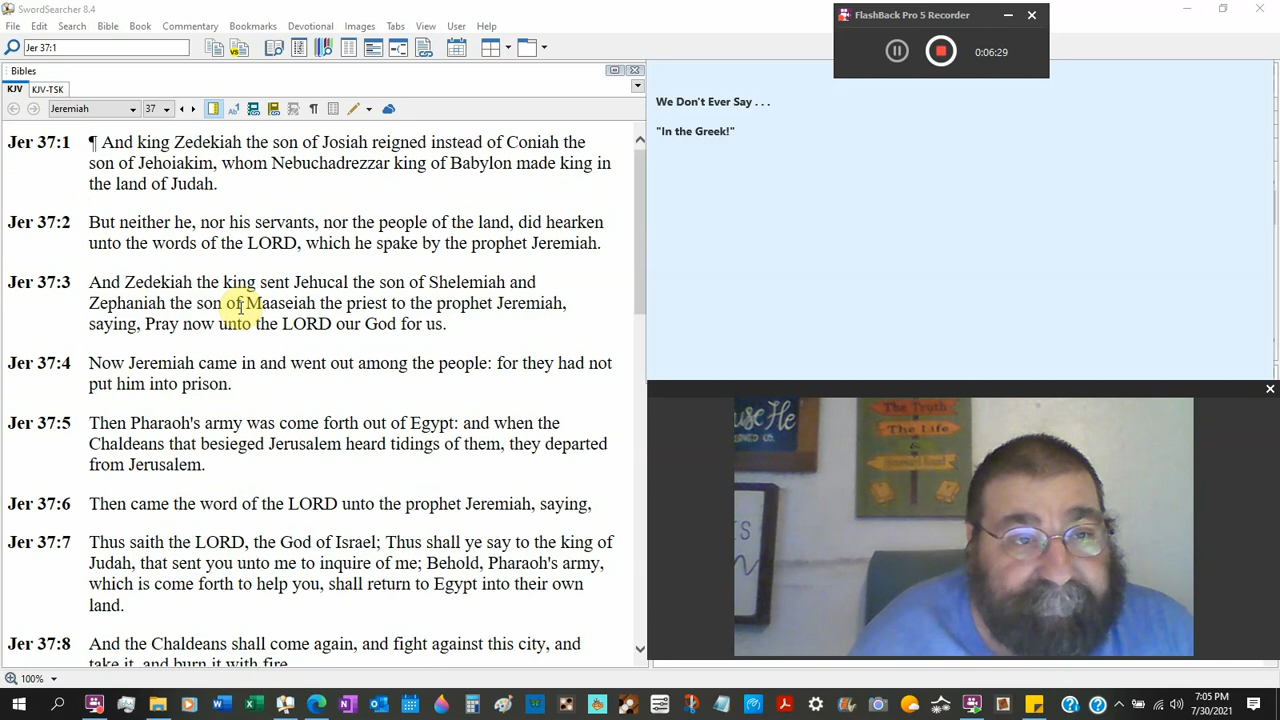 SwordSearcher 8.4
File Edit Search Bible Book Commentary Bookmarks Devotional Images Tabs View User Help
Jer 37:1
VS
Bibles
KJV KJV-TSK
Jeremiah 37
Jer 37:1 ¶ And king Zedekiah the son of Josiah reigned instead of Coniah the
son of Jehoiakim, whom Nebuchadrezzar king of Babylon made king in
the land of Judah.
Jer 37:2 But neither he, nor his servants, nor the people of the land, did hearken
unto the words of the LORD, which he spake by the prophet Jeremiah.
Jer 37:3 And Zedekiah the king sent Jehucal the son of Shelemiah and
Zephaniah the son of Maaseiah the priest to the prophet Jeremiah,
saying, Pray now unto the LORD our God for us.
Jer 37:4 Now Jeremiah came in and went out among the people: for they had not
put him into prison.
Jer 37:5 Then Pharaoh's army was come forth out of Egypt: and when the
Chaldeans that besieged Jerusalem heard tidings of them, they departed
from Jerusalem.
Jer 37:6 Then came the word of the LORD unto the prophet Jeremiah, saying,
Jer 37:7 Thus saith the LORD, the God of Israel; Thus shall ye say to the king of
Judah, that sent you unto me to inquire of me; Behold, Pharaoh's army,
which is come forth to help you, shall return to Egypt into their own
land.
Jer 37:8 And the Chaldeans shall come again, and fight against this city, and
take it, and burn it with fire.
100%
FlashBack Pro 5 Recorder
0:06:29
We Don't Ever Say . . .
"In the Greek!"
The Truth
The Life
&
He
7:05 PM
7/30/2021